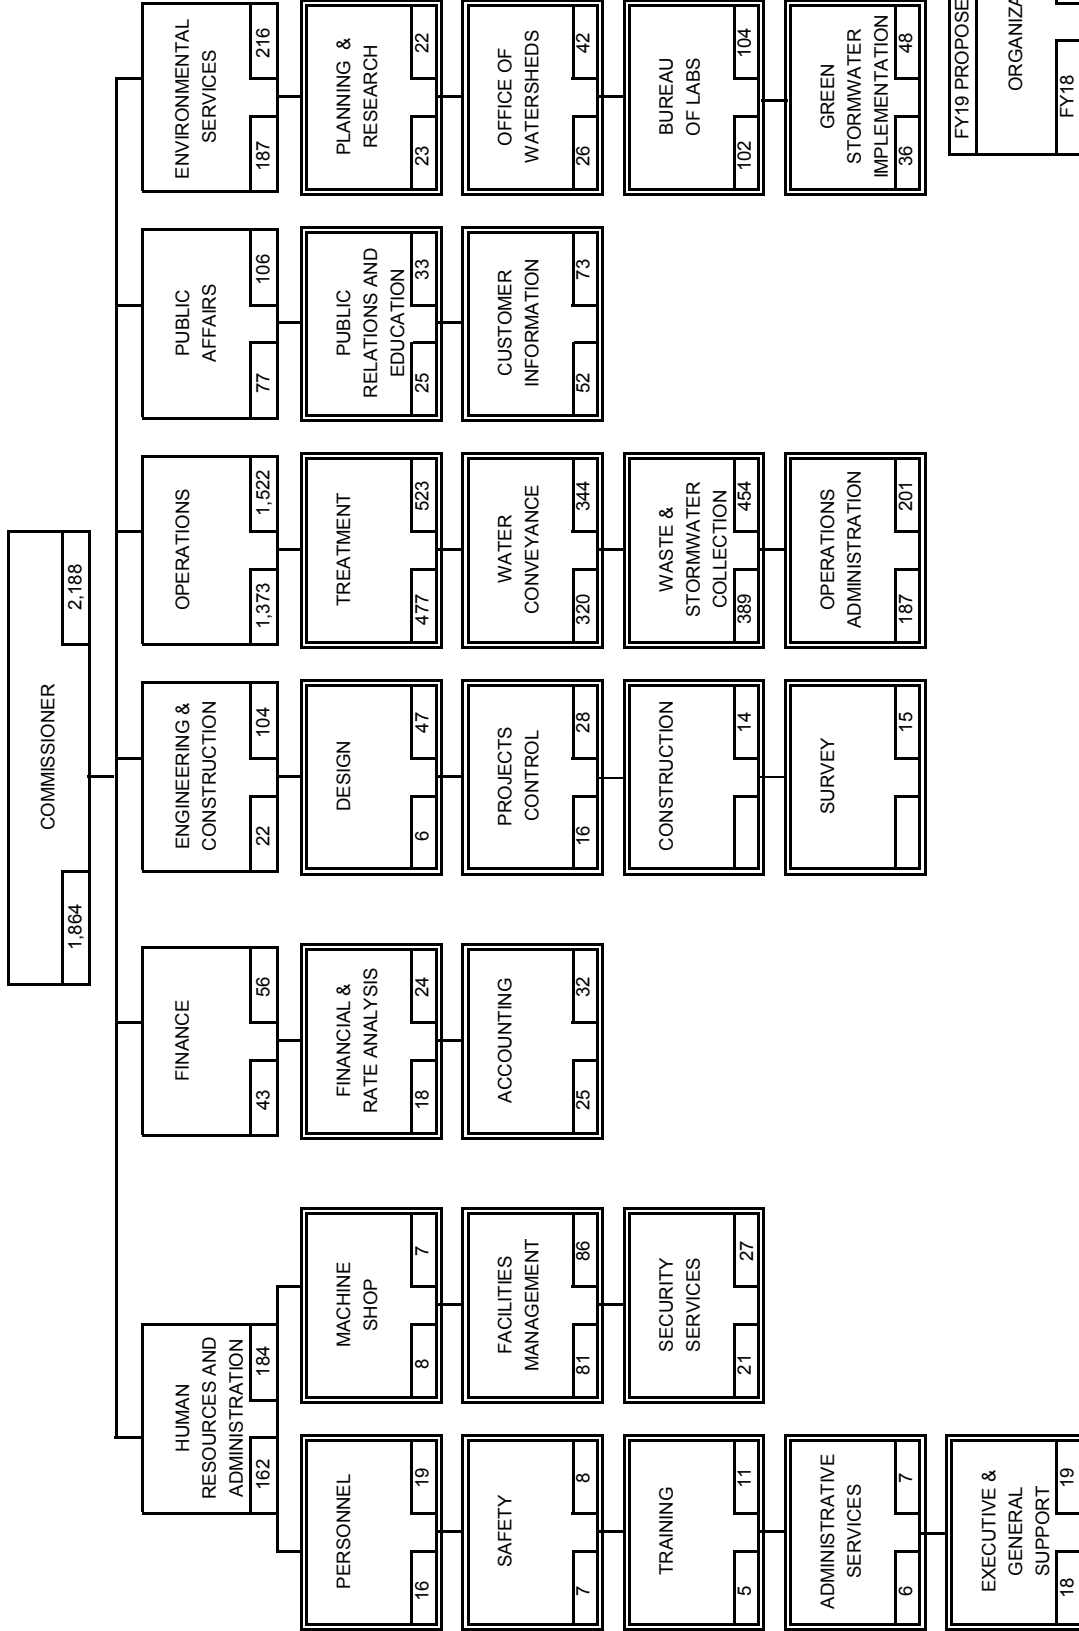 COMMISSIONER
1,864
2,188
HUMAN
RESOURCES AND
ADMINISTRATION
162
184
FINANCE
43
56
ENGINEERING &
CONSTRUCTION
22
104
OPERATIONS
1,373
1,522
PUBLIC
AFFAIRS
77
106
ENVIRONMENTAL
SERVICES
187
216
PERSONNEL
16
19
MACHINE
SHOP
8
7
FINANCIAL &
RATE ANALYSIS
18
24
DESIGN
6
47
TREATMENT
477
523
PUBLIC
RELATIONS AND
EDUCATION
25
33
PLANNING &
RESEARCH
23
22
SAFETY
7
8
FACILITIES
MANAGEMENT
81
86
ACCOUNTING
25
32
PROJECTS
CONTROL
16
28
WATER
CONVEYANCE
320
344
CUSTOMER
INFORMATION
52
73
OFFICE OF
WATERSHEDS
26
42
TRAINING
5
11
SECURITY
SERVICES
21
27
CONSTRUCTION
14
WASTE &
STORMWATER
COLLECTION
389
454
BUREAU
OF LABS
102
104
ADMINISTRATIVE
SERVICES
6
7
SURVEY
15
OPERATIONS
ADMINISTRATION
187
201
GREEN
STORMWATER
IMPLEMENTATION
36
48
EXECUTIVE &
GENERAL
SUPPORT
18
19
FY19 PROPOSE
ORGANIZA
FY18